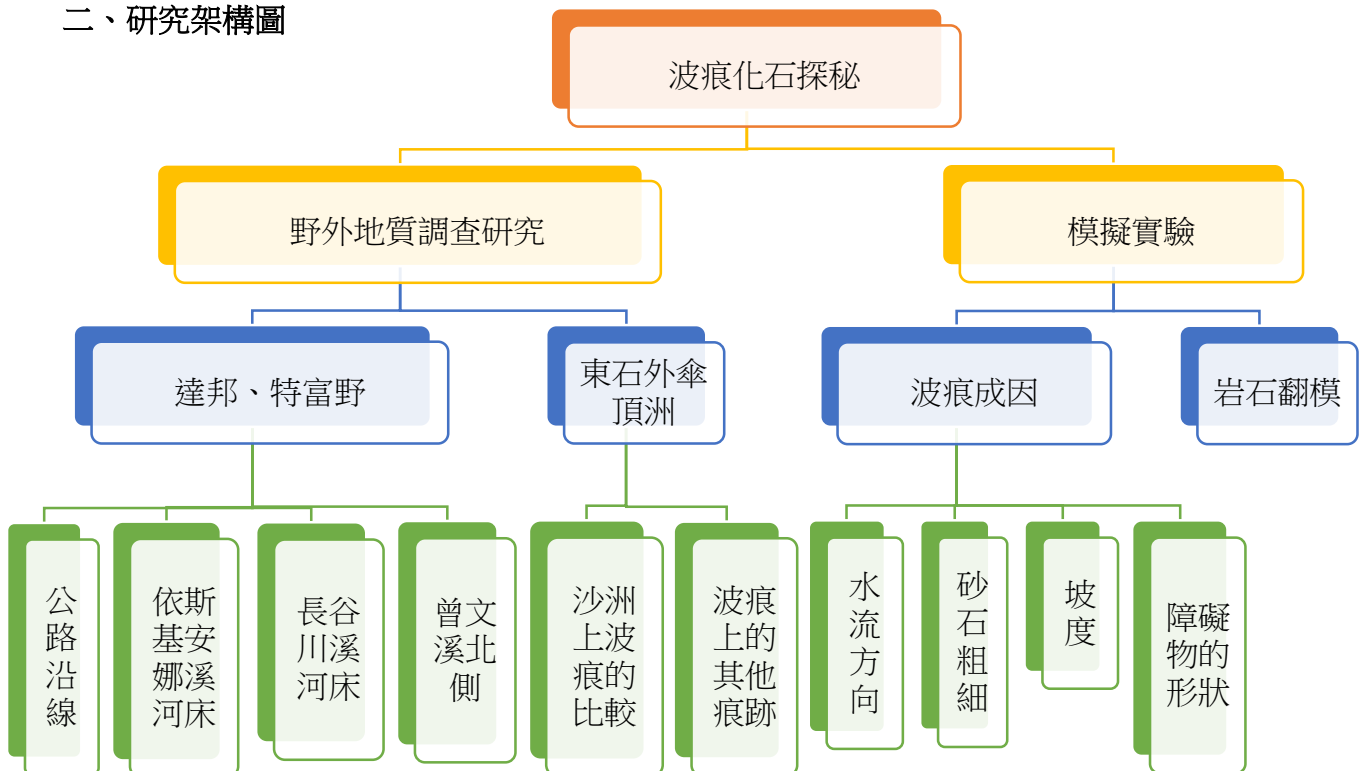 二、研究架構圖
波痕化石探秘
野外地質調查研究
模擬實驗
達邦、特富野
東石外傘
頂洲
波痕成因
岩石翻模
公
路
沿
線
依斯
基安
娜溪
河床
長谷
川溪
河床
曾文
溪北
側
沙洲
上波
痕的
比較
波痕
上的
其他
痕跡
水
流
方
向
砂
石
粗
細
坡
度
障礙
物的
形狀